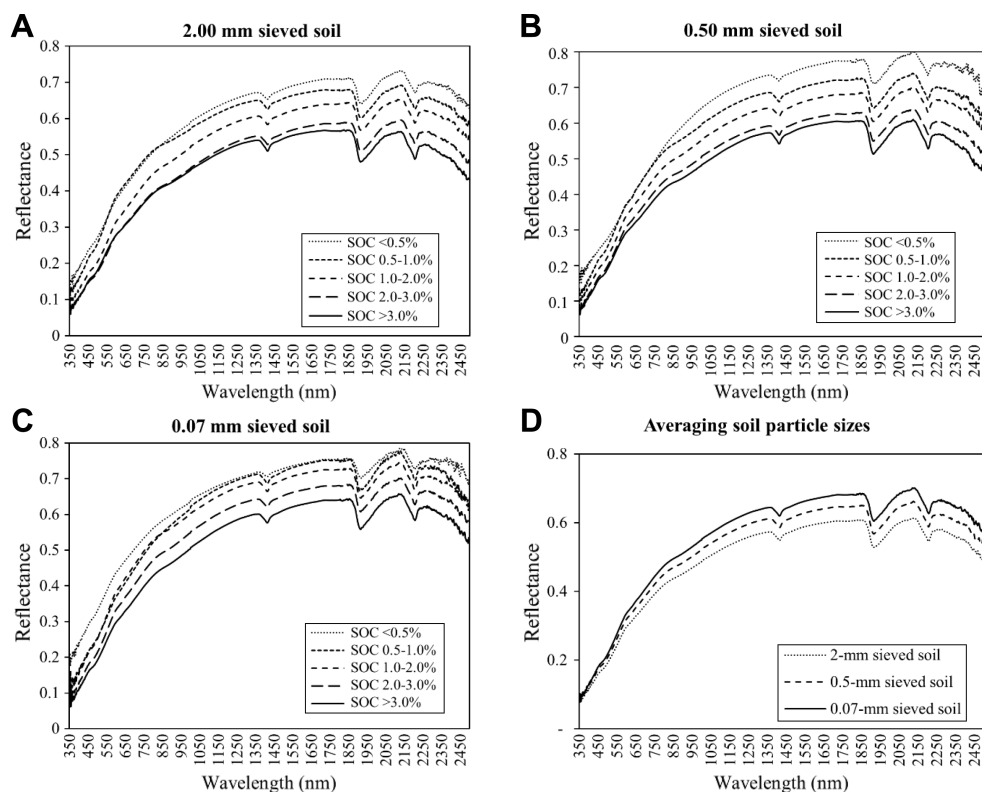 A
2.00 mm sieved soil
Reflectance
0.8
0.7
0.6
0.5
0.4
0.3
0.2
0.1
0
SOC <0.5%
SOC 0.5-1.0%
SOC 1.0-2.0%
SOC 2.0-3.0%
SOC >3.0%
350 450 550 650 750 850 950 1050 1150 1250 1350 1450 1550 1650 1750 1850 1950 2050 2150 2250 2350 2450
Wavelength (nm)
B
0.50 mm sieved soil
Reflectance
0.8
0.7
0.6
0.5
0.4
0.3
0.2
0.1
0
SOC <0.5%
SOC 0.5-1.0%
SOC 1.0-2.0%
SOC 2.0-3.0%
SOC >3.0%
350 450 550 650 750 850 950 1050 1150 1250 1350 1450 1550 1650 1750 1850 1950 2050 2150 2250 2350 2450
Wavelength (nm)
C
0.07 mm sieved soil
Reflectance
0.8
0.7
0.6
0.5
0.4
0.3
0.2
0.1
0
SOC <0.5%
SOC 0.5-1.0%
SOC 1.0-2.0%
SOC 2.0-3.0%
SOC >3.0%
350 450 550 650 750 850 950 1050 1150 1250 1350 1450 1550 1650 1750 1850 1950 2050 2150 2250 2350 2450
Wavelength (nm)
D
Averaging soil particle sizes
Reflectance
0.8
0.6
0.4
0.2
-
2-mm sieved soil
0.5-mm sieved soil
0.07-mm sieved soil
350 450 550 650 750 850 950 1050 1150 1250 1350 1450 1550 1650 1750 1850 1950 2050 2150 2250 2350 2450
Wavelength (nm)